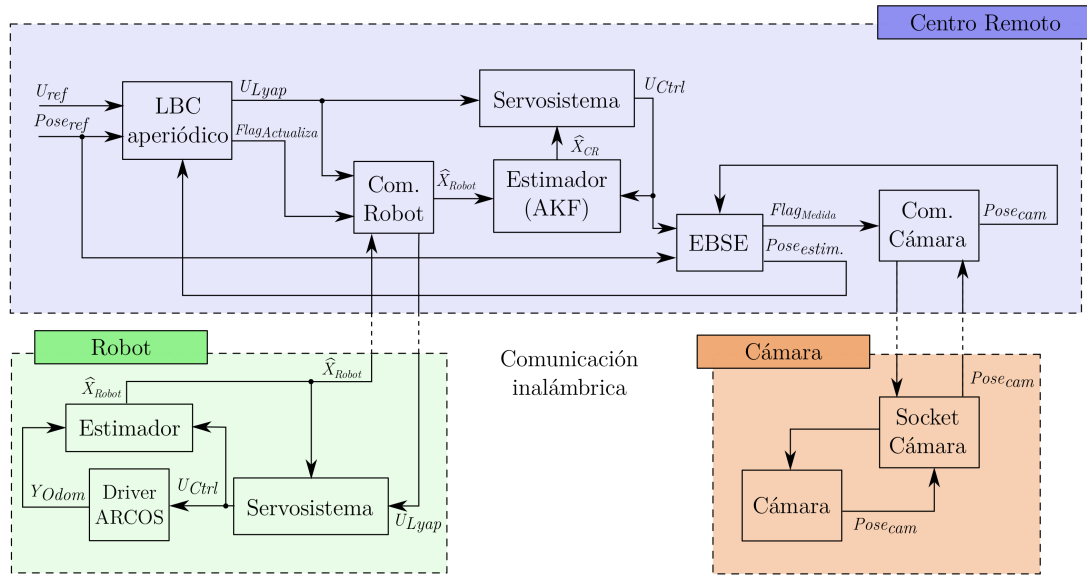 Centro Remoto
U_ref
Pose_ref
LBC
aperiódico
U_Lyap
Flag_Actualiza
Servosistema
U_Ctrl
X̂_CR
Com.
Robot
X̂_Robot
Estimador
(AKF)
EBSE
Flag_Medida
Pose_estim.
Com.
Cámara
Pose_cam
Robot
X̂_Robot
X̂_Robot
Estimador
Y_Odom
Driver
ARCOS
U_Ctrl
Servosistema
U_Lyap
Comunicación
inalámbrica
Cámara
Pose_cam
Socket
Cámara
Cámara
Pose_cam